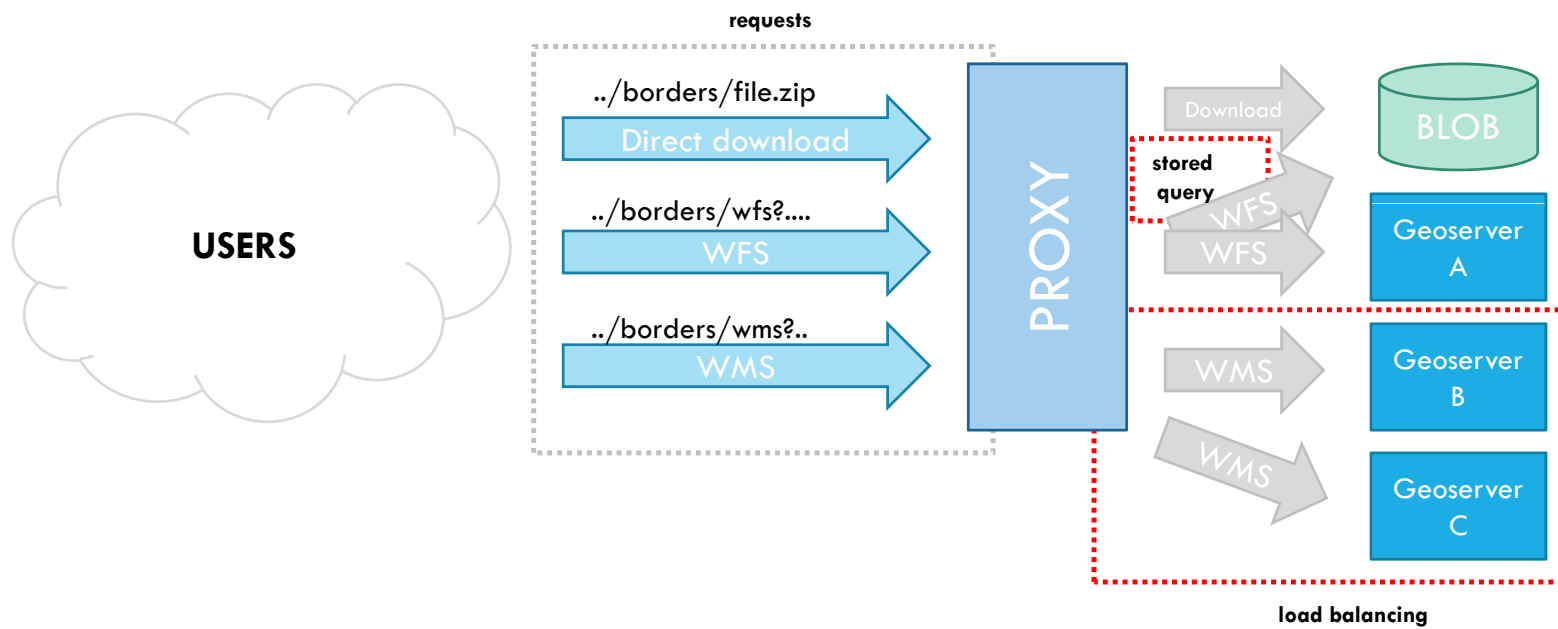 requests
USERS
../borders/file.zip
Direct download
../borders/wfs?....
WFS
../borders/wms?..
WMS
PROXY
Download
stored
query
WFS
WFS
WMS
WMS
BLOB
Geoserver
A
Geoserver
B
Geoserver
C
load balancing